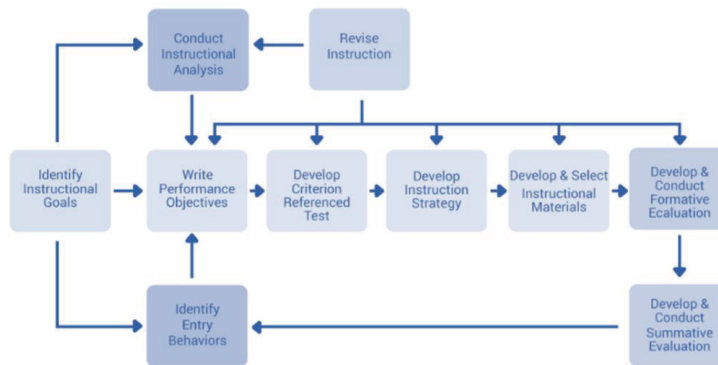 Conduct
Instructional
Analysis
Revise
Instruction
Identify
Instructional
Goals
Write
Performance
Objectives
Develop
Criterion
Referenced
Test
Develop
Instruction
Strategy
Develop & Select
Instructional
Materials
Develop &
Conduct
Formative
Ecaluation
Identify
Entry
Behaviors
Develop &
Conduct
Summative
Evaluation